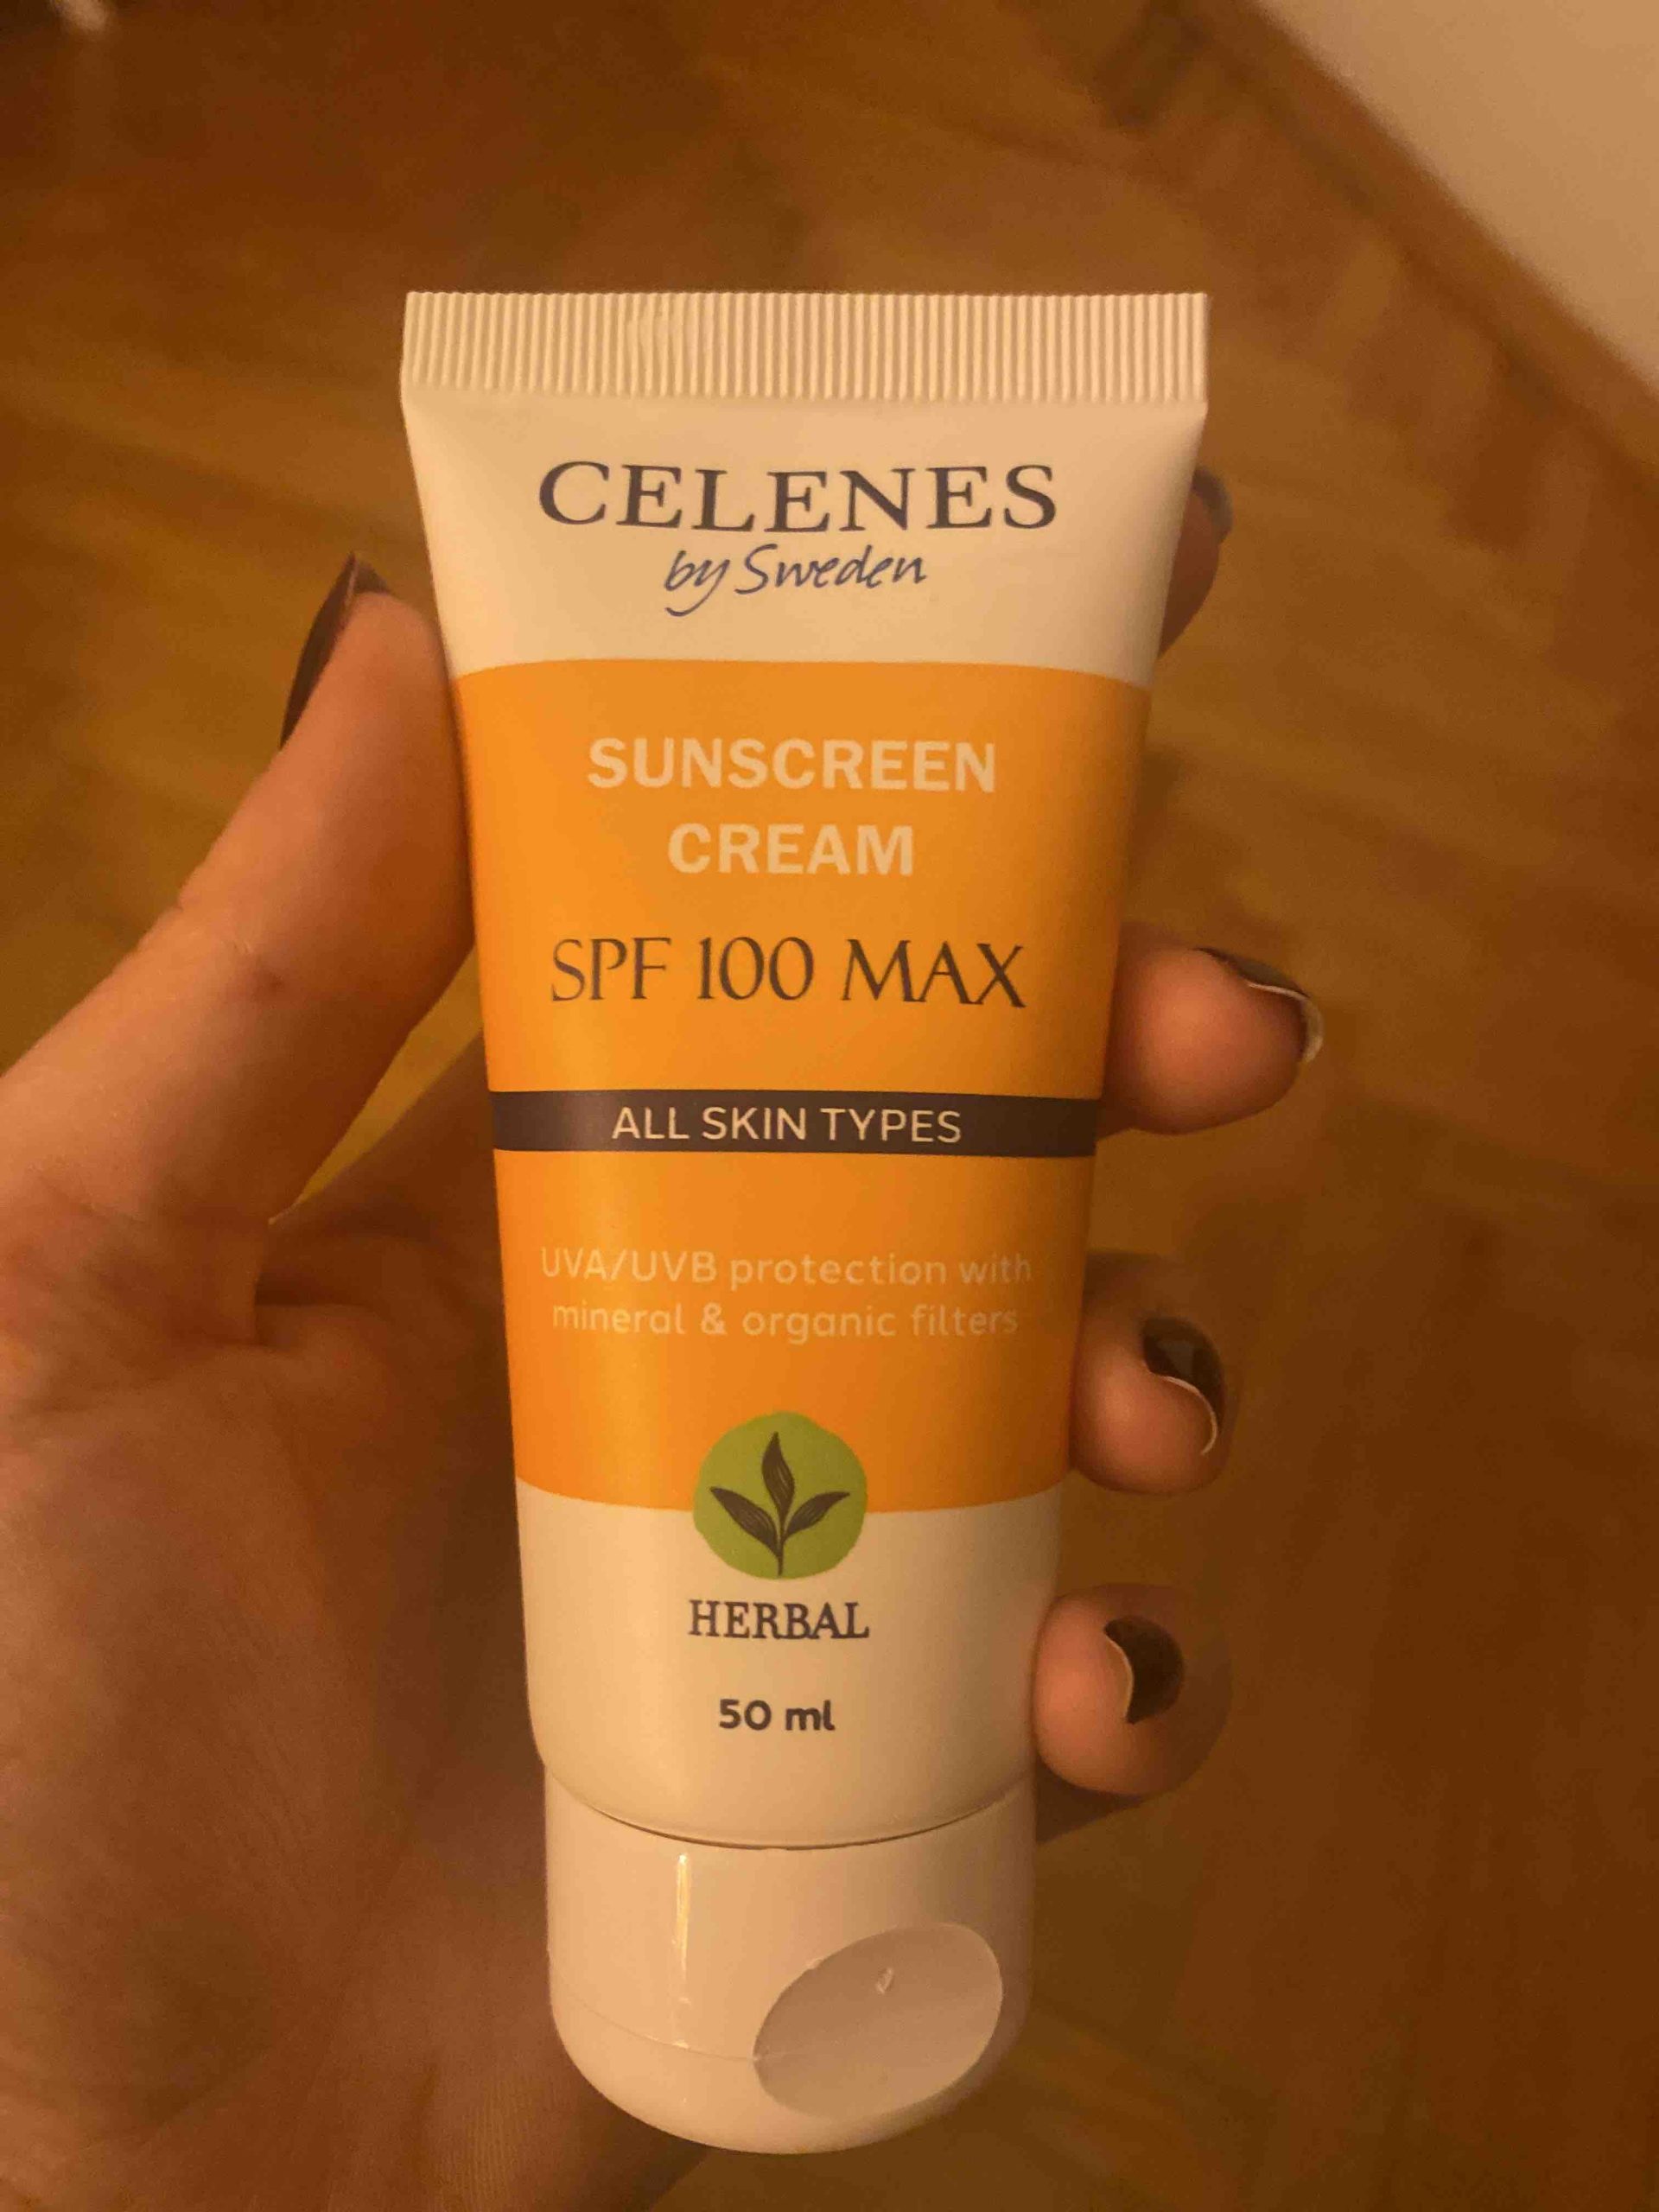 CELENES
by Sweden
SUNSCREEN
CREAM
SPF 100 MAX
ALL SKIN TYPES
UVA/UVB protection with
mineral & organic filters
HERBAL
50 ml